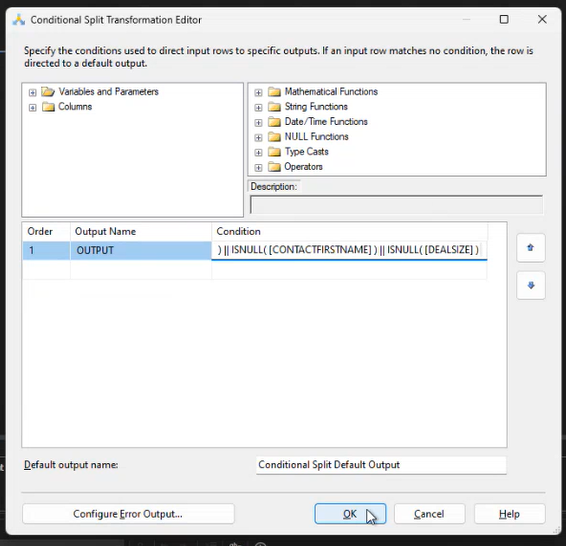 Conditional Split Transformation Editor
Specify the conditions used to direct input rows to specific outputs. If an input row matches no condition, the row is
directed to a default output.
Variables and Parameters
Columns
Mathematical Functions
String Functions
Date/Time Functions
NULL Functions
Type Casts
Operators
Description:
Order Output Name Condition
1 OUTPUT ) || ISNULL( [CONTACTFIRSTNAME] ) || ISNULL( [DEALSIZE] )
Default output name: Conditional Split Default Output
Configure Error Output... OK Cancel Help